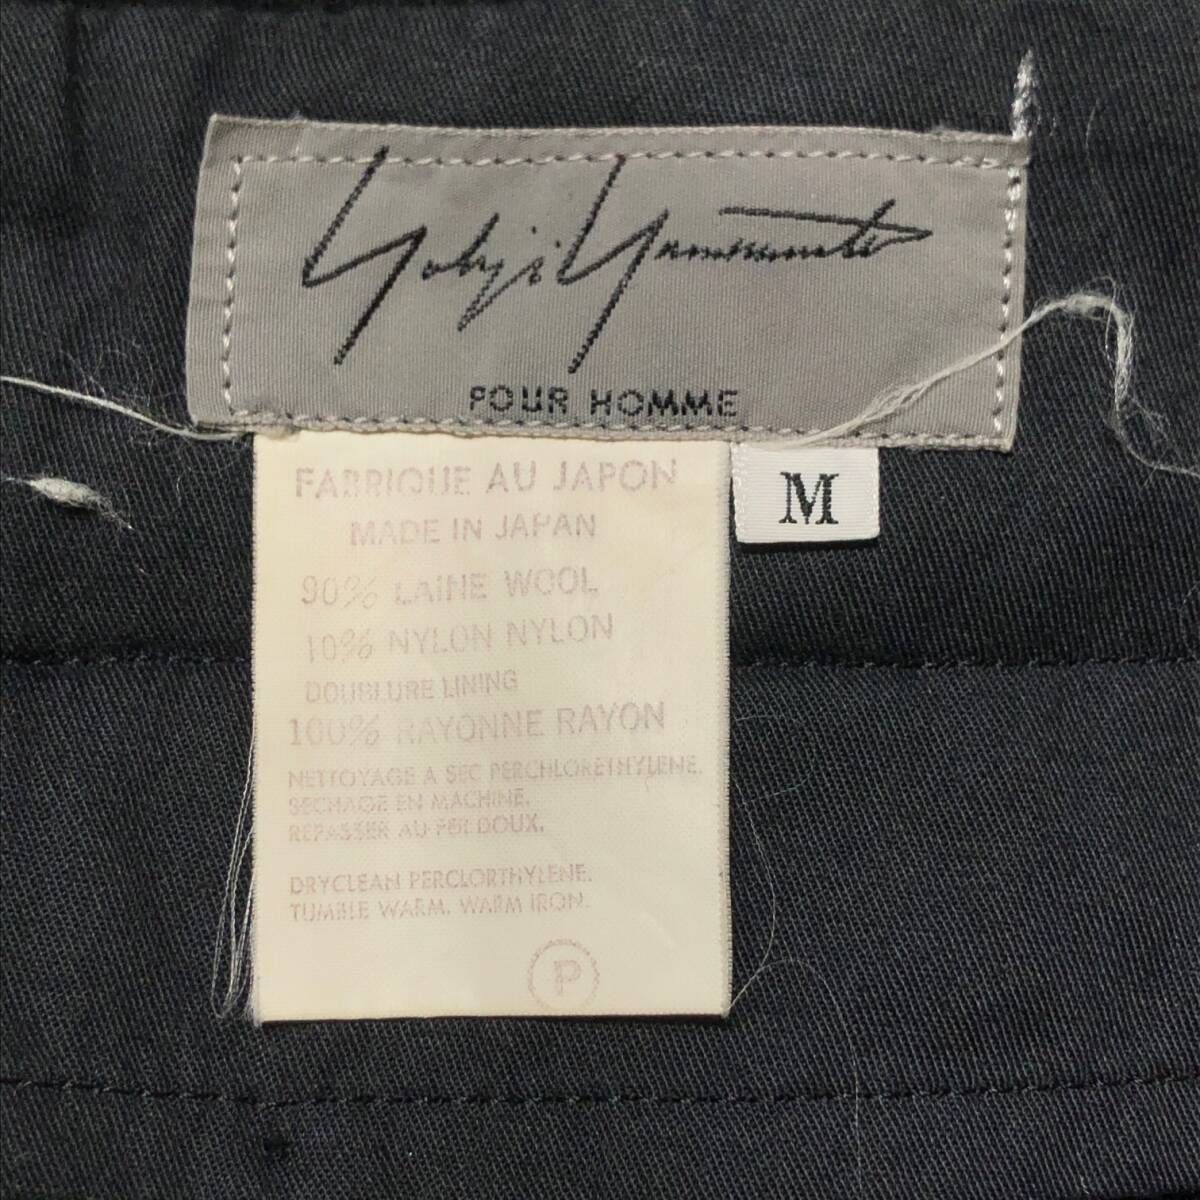 Yohji Yamamoto
POUR HOMME
M
FABRIQUE AU JAPON
MADE IN JAPAN
90% LAINE WOOL
10% NYLON NYLON
DOUBLURE LINING
100% RAYONNE RAYON
NETTOYAGE A SEC PERCHLORETHYLENE.
SECHAGE EN MACHINE.
REPASSER AU FER DOUX.
DRYCLEAN PERCLORTHYLENE.
TUMBLE WARM. WARM IRON.
P